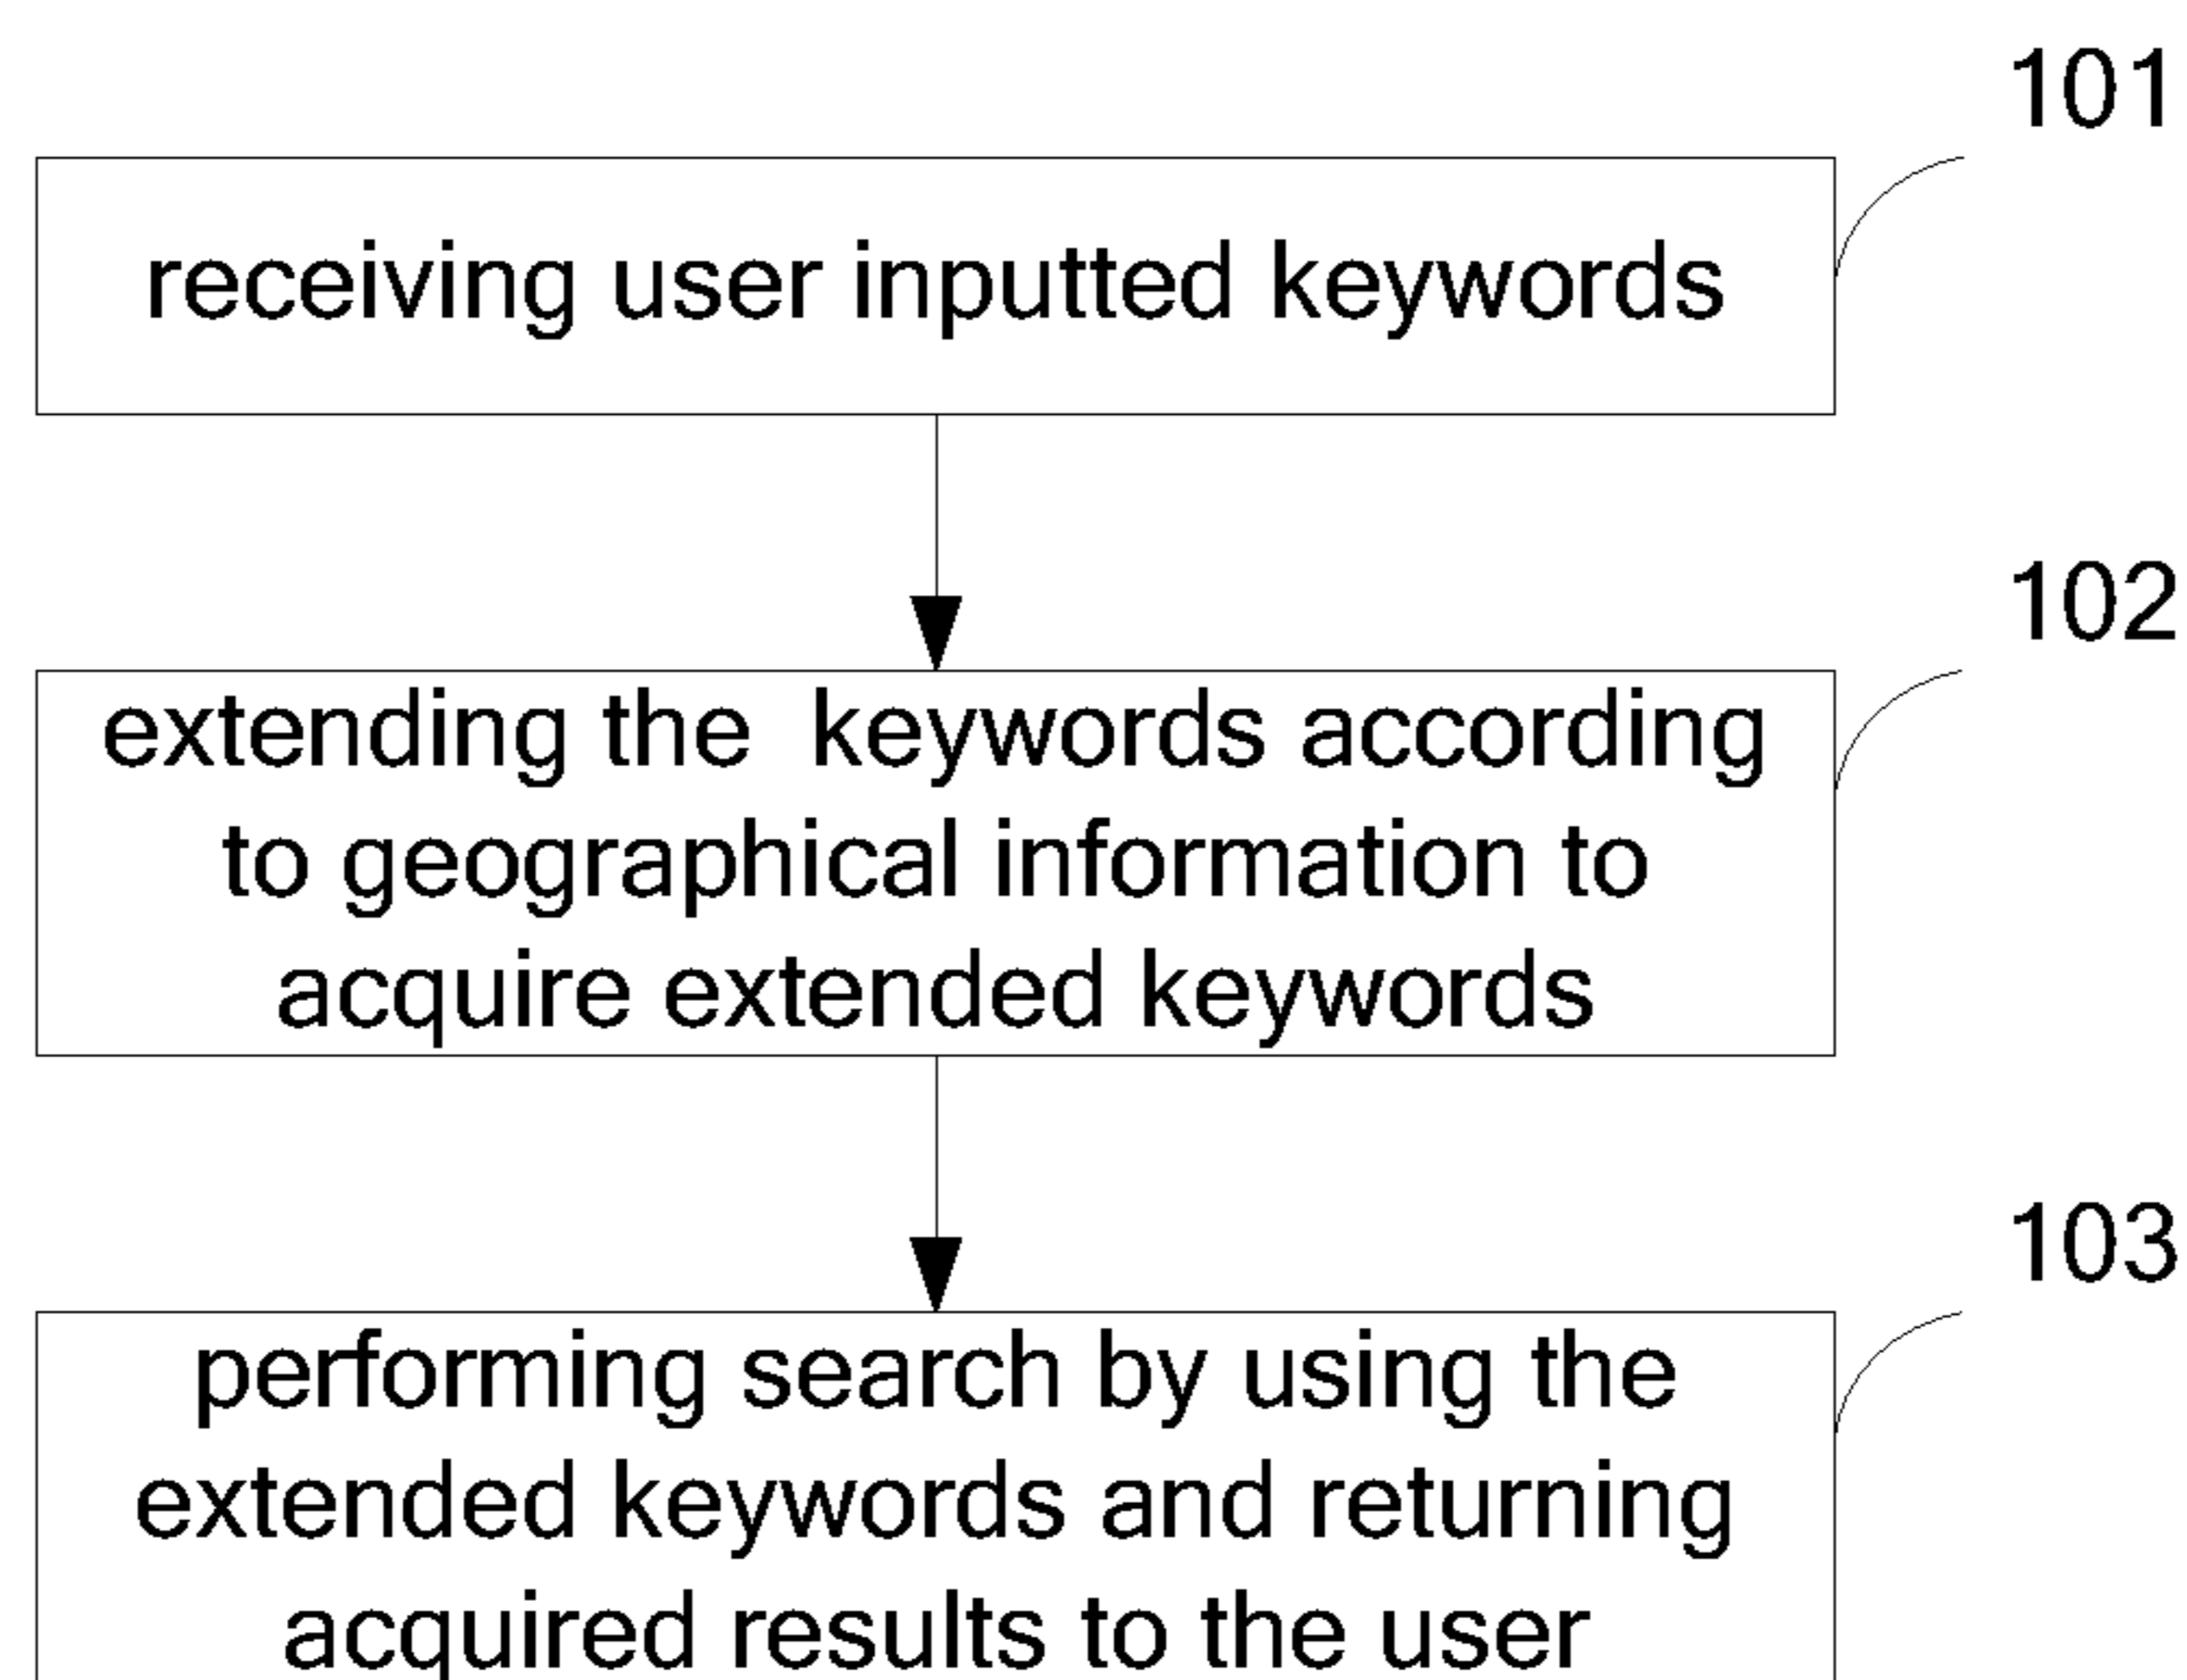 101
receiving user inputted keywords
102
extending the  keywords according
to geographical information to
acquire extended keywords
103
performing search by using the
extended keywords and returning
acquired results to the user